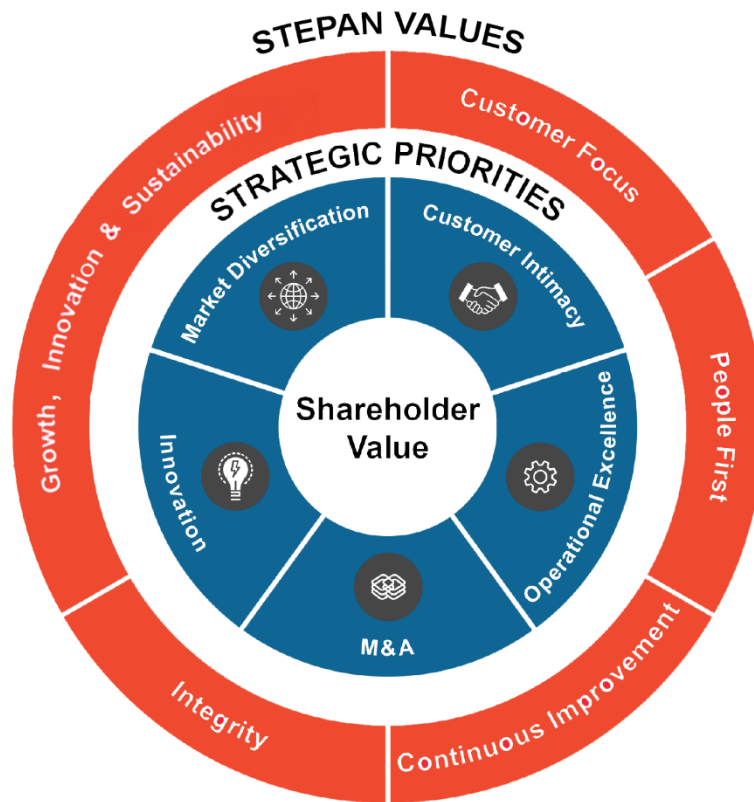 STEPAN VALUES
Customer Focus
People First
Continuous Improvement
Integrity
Growth, Innovation & Sustainability
STRATEGIC PRIORITIES
Customer Intimacy
Operational Excellence
M&A
Innovation
Market Diversification
Shareholder
Value